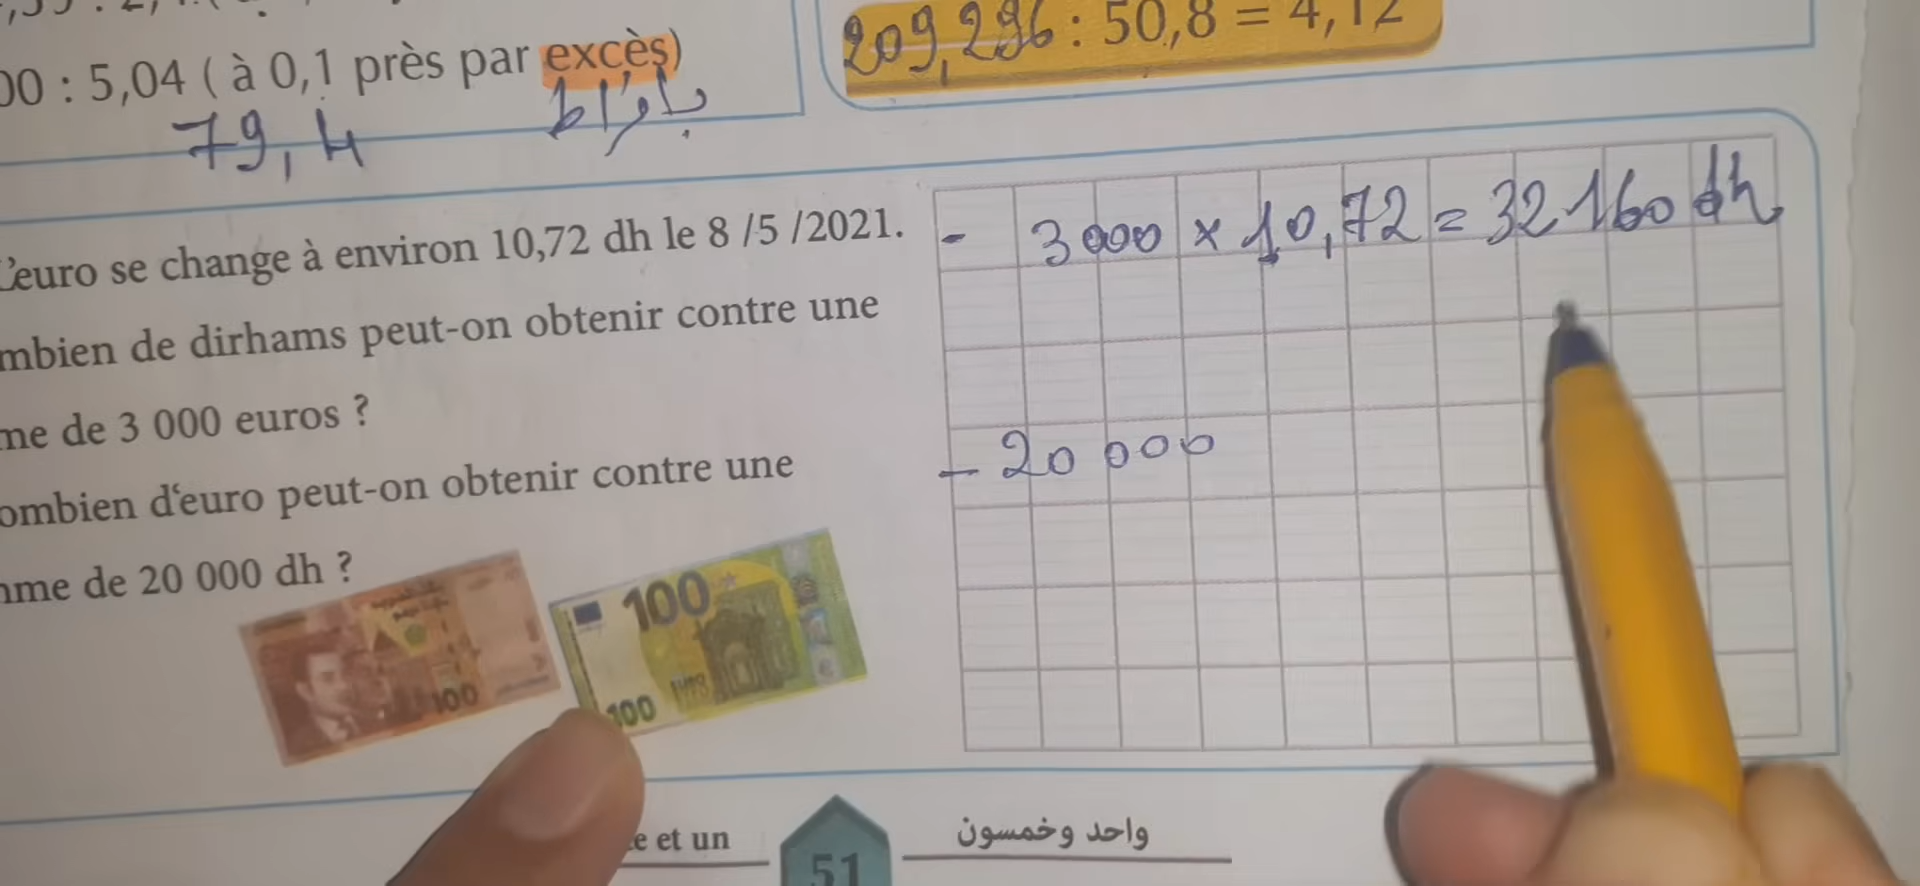 209,296 : 50,8 = 4,12
00 : 5,04 ( à 0,1 près par excès)
79,4
بإفراط
L'euro se change à environ 10,72 dh le 8 /5 /2021.
mbien de dirhams peut-on obtenir contre une
me de 3 000 euros ?
ombien d'euro peut-on obtenir contre une
mme de 20 000 dh ?
- 3000 × 10,72 = 32160 dh
- 20 000
100
100
100
e et un
51
واحد وخمسون